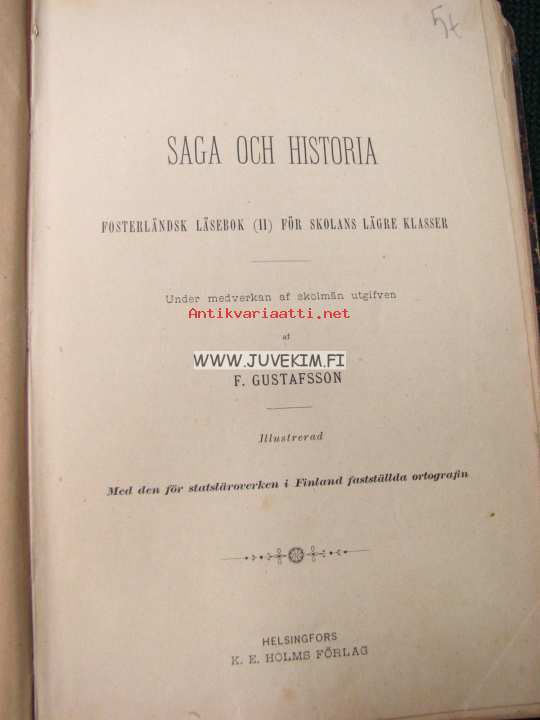 5t
SAGA OCH HISTORIA
FOSTERLÄNDSK LÄSEBOK (II) FÖR SKOLANS LÄGRE KLASSER
Under medverkan af skolmän utgifven
Antikvariaatti.net
af
WWW.JUVEKIM.FI
F. GUSTAFSSON
Illustrerad
Med den för statsläroverken i Finland fastställda ortografin
HELSINGFORS
K. E. HOLMS FÖRLAG